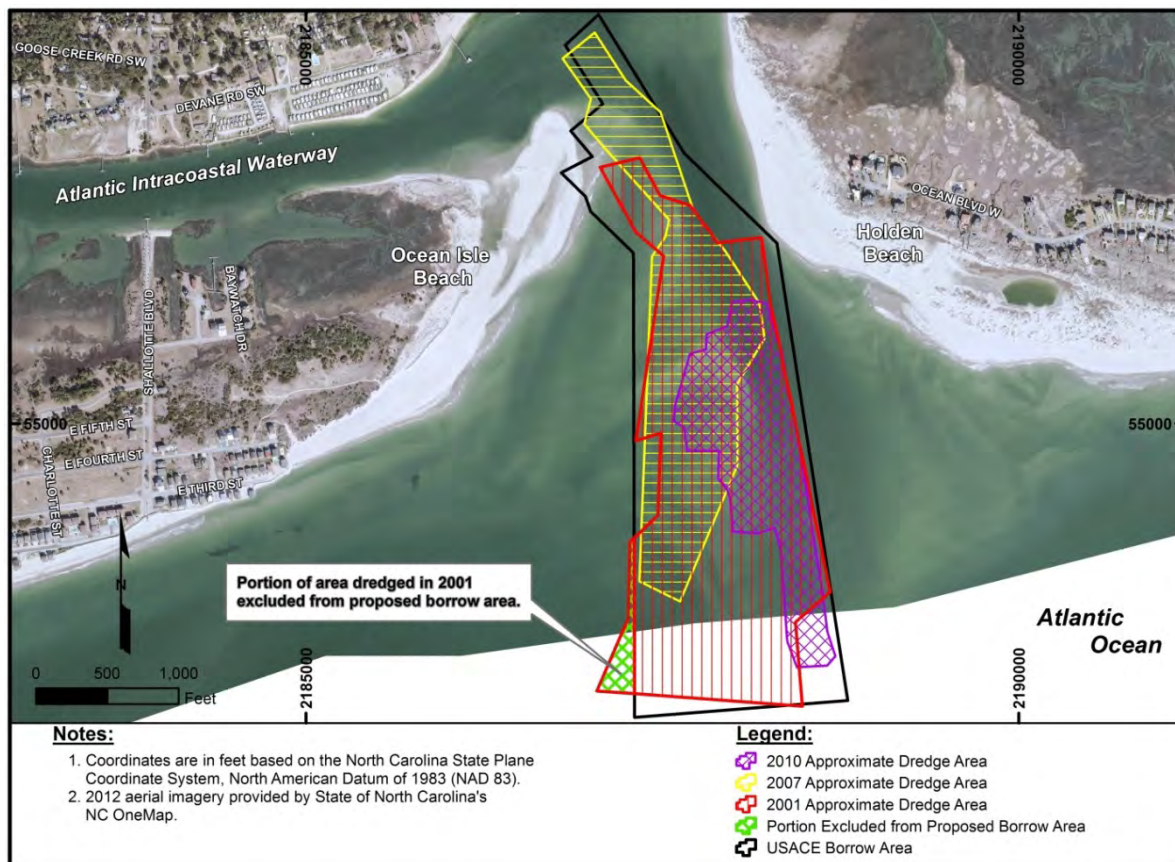 GOOSE CREEK RD SW
DEVANE RD SW
2185000
2190000
Atlantic Intracoastal Waterway
OCEAN BLVD W
Ocean Isle
Beach
Holden
Beach
SHALLOTTE BLVD
BAYWATCH DR
55000
55000
E FIFTH ST
E FOURTH ST
E THIRD ST
CHARLOTTE ST
N
Portion of area dredged in 2001
excluded from proposed borrow area.
Atlantic
Ocean
0 500 1,000
Feet
2185000
2190000
Notes:
1. Coordinates are in feet based on the North Carolina State Plane
Coordinate System, North American Datum of 1983 (NAD 83).
2. 2012 aerial imagery provided by State of North Carolina's
NC OneMap.
Legend:
2010 Approximate Dredge Area
2007 Approximate Dredge Area
2001 Approximate Dredge Area
Portion Excluded from Proposed Borrow Area
USACE Borrow Area